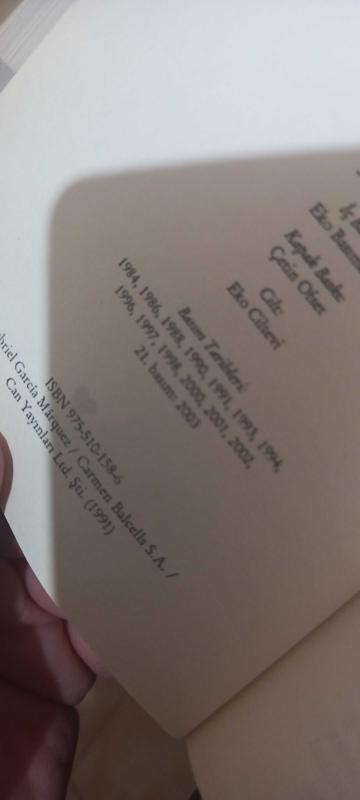 İç
Eko Basım
Kapak Baskı:
Çetin Ofset
Cilt:
Eko Ciltevi
Basım Tarihleri:
1984, 1986, 1988, 1990, 1991, 1993, 1994,
1996, 1997, 1998, 2000, 2001, 2002,
21. basım: 2003
ISBN 975-510-158-6
briel García Márquez / Carmen Balcells S.A. /
Can Yayınları Ltd. Şti. (1991)